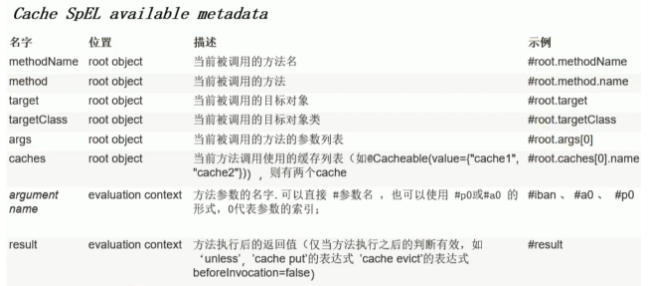 Cache SpEL available metadata
名字 位置 描述 示例
methodName root object 当前被调用的方法名 #root.methodName
method root object 当前被调用的方法 #root.method.name
target root object 当前被调用的目标对象 #root.target
targetClass root object 当前被调用的目标对象类 #root.targetClass
args root object 当前被调用的方法的参数列表 #root.args[0]
caches root object 当前方法调用使用的缓存列表（如@Cacheable(value={"cache1", #root.caches[0].name
"cache2"})），则有两个cache
argument evaluation context 方法参数的名字. 可以直接 #参数名 ，也可以使用 #p0或#a0 的 #iban 、 #a0 、 #p0
name 形式，0代表参数的索引；
result evaluation context 方法执行后的返回值（仅当方法执行之后的判断有效，如 #result
‘unless’，'cache put'的表达式 'cache evict'的表达式
beforeInvocation=false）